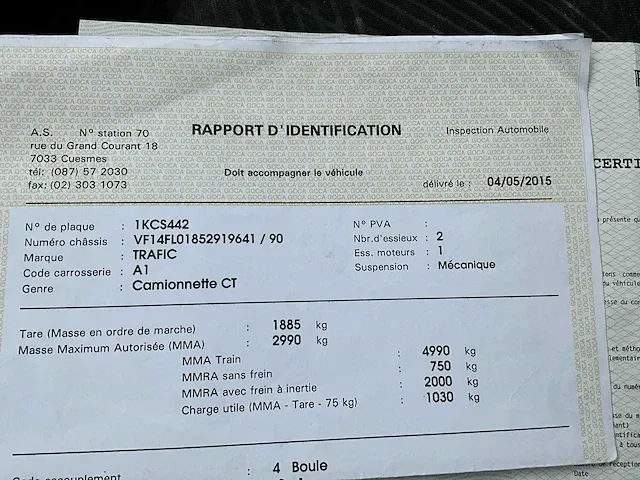 A.S. N° station 70
rue du Grand Courant 18
7033 Cuesmes
tél: (087) 57 2030
fax: (02) 303 1073
RAPPORT D'IDENTIFICATION
Inspection Automobile
Doit accompagner le véhicule
délivré le : 04/05/2015
N° de plaque : 1KCS442
Numéro châssis : VF14FL01852919641 / 90
Marque : TRAFIC
Code carrosserie : A1
Genre : Camionnette CT
N° PVA :
Nbr.d'essieux : 2
Ess. moteurs : 1
Suspension : Mécanique
Tare (Masse en ordre de marche) : 1885 kg
Masse Maximum Autorisée (MMA) : 2990 kg
MMA Train : 4990 kg
MMRA sans frein : 750 kg
MMRA avec frein à inertie : 2000 kg
Charge utile (MMA - Tare - 75 kg) : 1030 kg
Code accouplement : 4 Boule
CERTI
Date